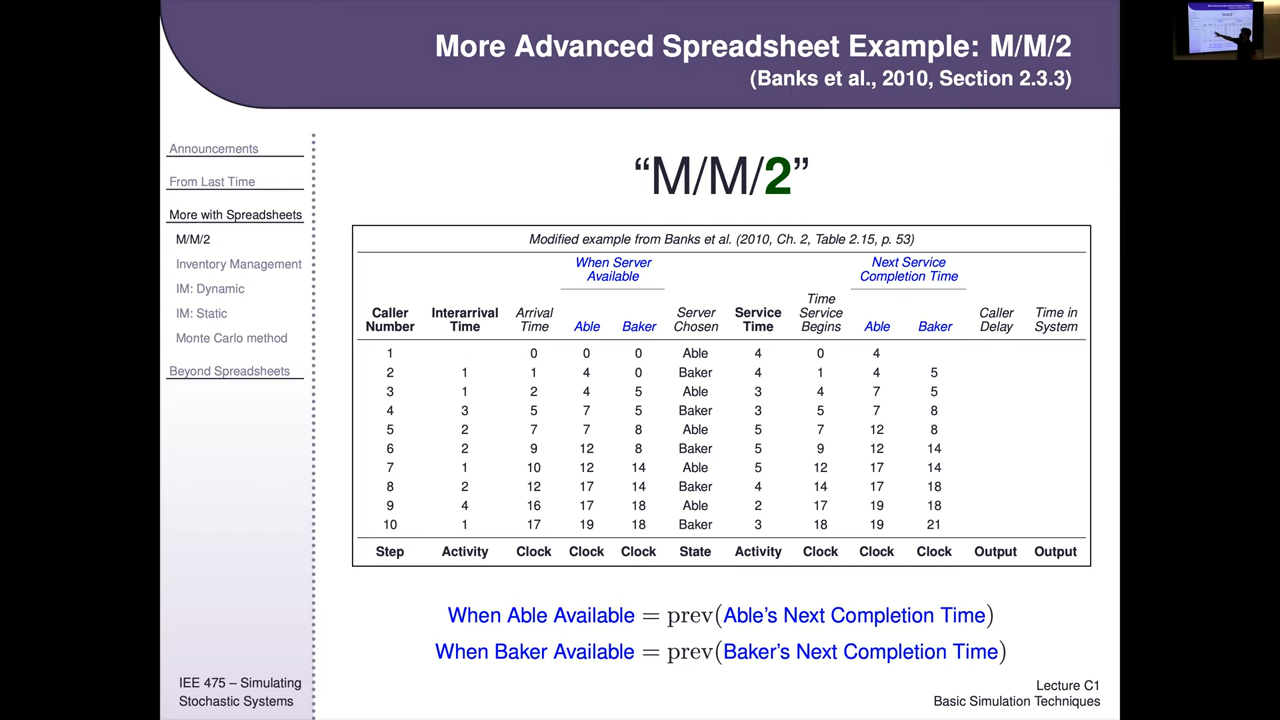 More Advanced Spreadsheet Example: M/M/2
(Banks et al., 2010, Section 2.3.3)
Announcements
From Last Time
More with Spreadsheets
M/M/2
Inventory Management
IM: Dynamic
IM: Static
Monte Carlo method
Beyond Spreadsheets
“M/M/2”
Modified example from Banks et al. (2010, Ch. 2, Table 2.15, p. 53)
When Server Available
Next Service Completion Time
Caller Number Interarrival Time Arrival Time Able Baker Server Chosen Service Time Time Service Begins Able Baker Caller Delay Time in System
1 0 0 0 Able 4 0 4
2 1 1 4 0 Baker 4 1 4 5
3 1 2 4 5 Able 3 4 7 5
4 3 5 7 5 Baker 3 5 7 8
5 2 7 7 8 Able 5 7 12 8
6 2 9 12 8 Baker 5 9 12 14
7 1 10 12 14 Able 5 12 17 14
8 2 12 17 14 Baker 4 14 17 18
9 4 16 17 18 Able 2 17 19 18
10 1 17 19 18 Baker 3 18 19 21
Step Activity Clock Clock Clock State Activity Clock Clock Clock Output Output
When Able Available = prev(Able’s Next Completion Time)
When Baker Available = prev(Baker’s Next Completion Time)
IEE 475 – Simulating
Stochastic Systems
Lecture C1
Basic Simulation Techniques